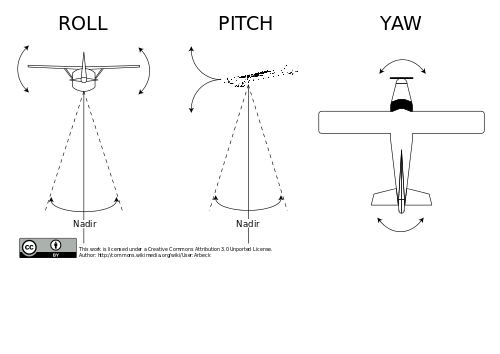 ROLL
PITCH
YAW
Nadir
Nadir
cc
BY
This work is licensed under a Creative Commons Attribution 3.0 Unported License.
Author: http://commons.wikimedia.org/wiki/User:Arbeck